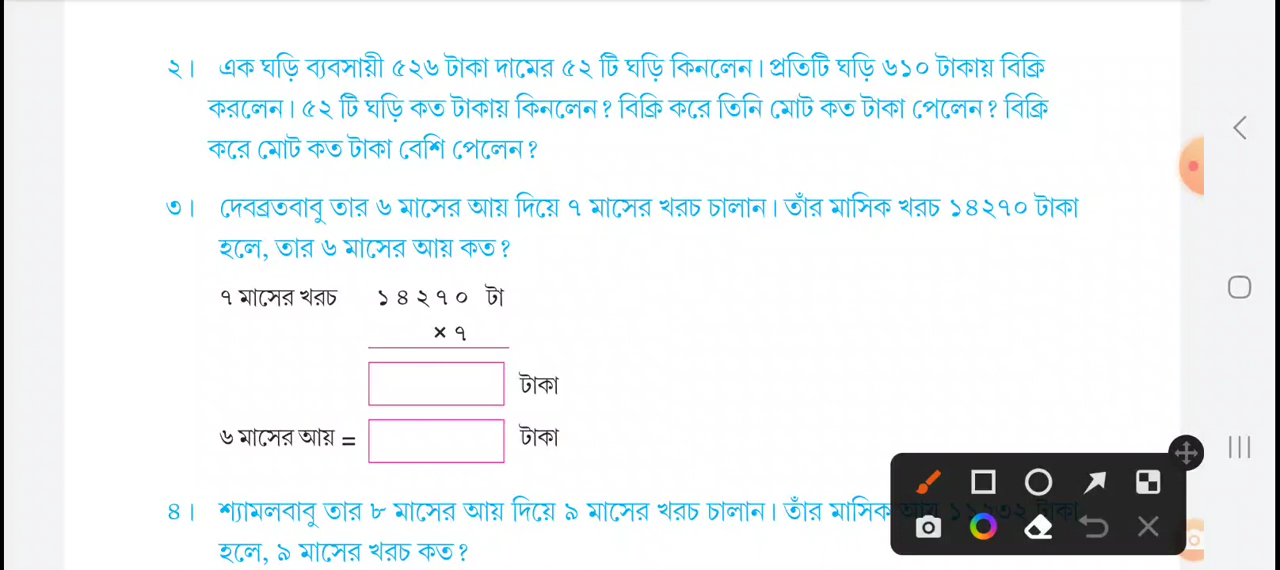 ২। এক ঘড়ি ব্যবসায়ী ৫২৬ টাকা দামের ৫২ টি ঘড়ি কিনলেন। প্রতিটি ঘড়ি ৬১০ টাকায় বিক্রি
করলেন। ৫২ টি ঘড়ি কত টাকায় কিনলেন? বিক্রি করে তিনি মোট কত টাকা পেলেন? বিক্রি
করে মোট কত টাকা বেশি পেলেন?
৩। দেবব্রতবাবু তার ৬ মাসের আয় দিয়ে ৭ মাসের খরচ চালান। তাঁর মাসিক খরচ ১৪২৭০ টাকা
হলে, তার ৬ মাসের আয় কত?
৭ মাসের খরচ ১৪২৭০ টা
× ৭
টাকা
৬ মাসের আয় = টাকা
৪। শ্যামলবাবু তার ৮ মাসের আয় দিয়ে ৯ মাসের খরচ চালান। তাঁর মাসিক
হলে, ৯ মাসের খরচ কত?